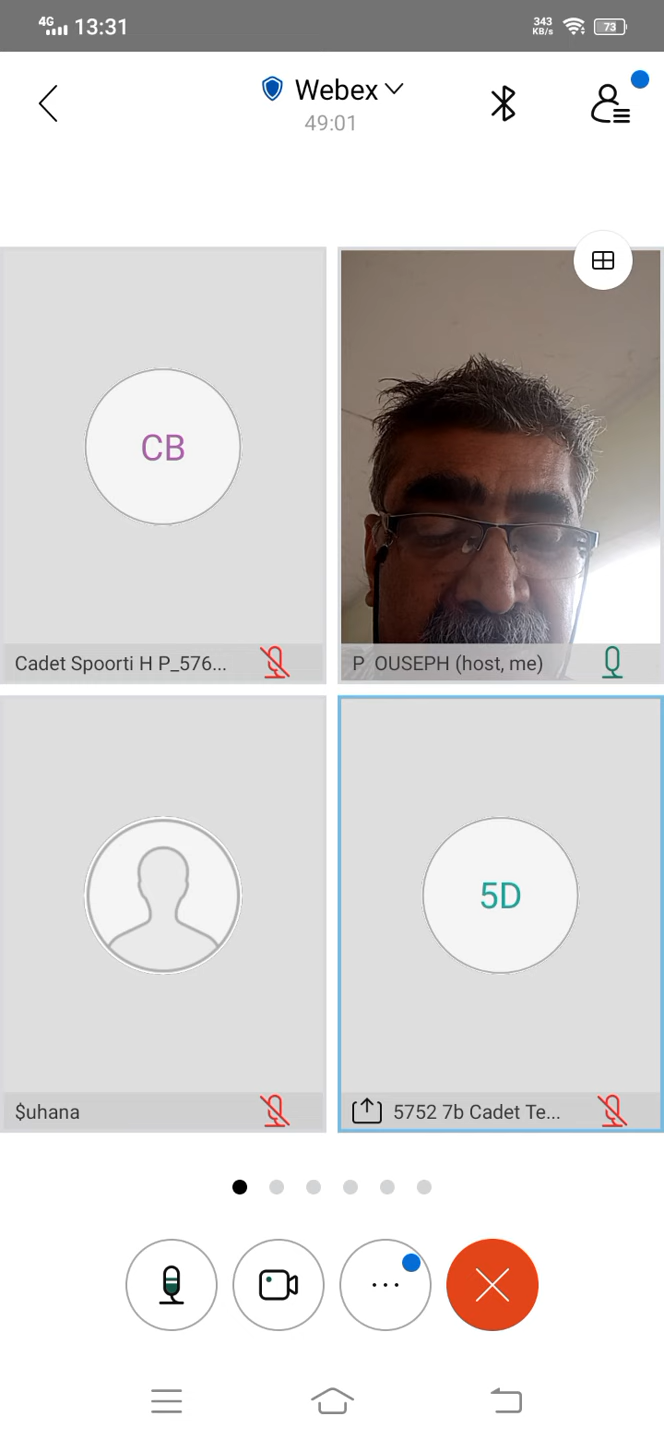 4G 13:31 343 KB/s 73
Webex
49:01
CB
Cadet Spoorti H P_576...
P OUSEPH (host, me)
5D
$uhana
5752 7b Cadet Te...